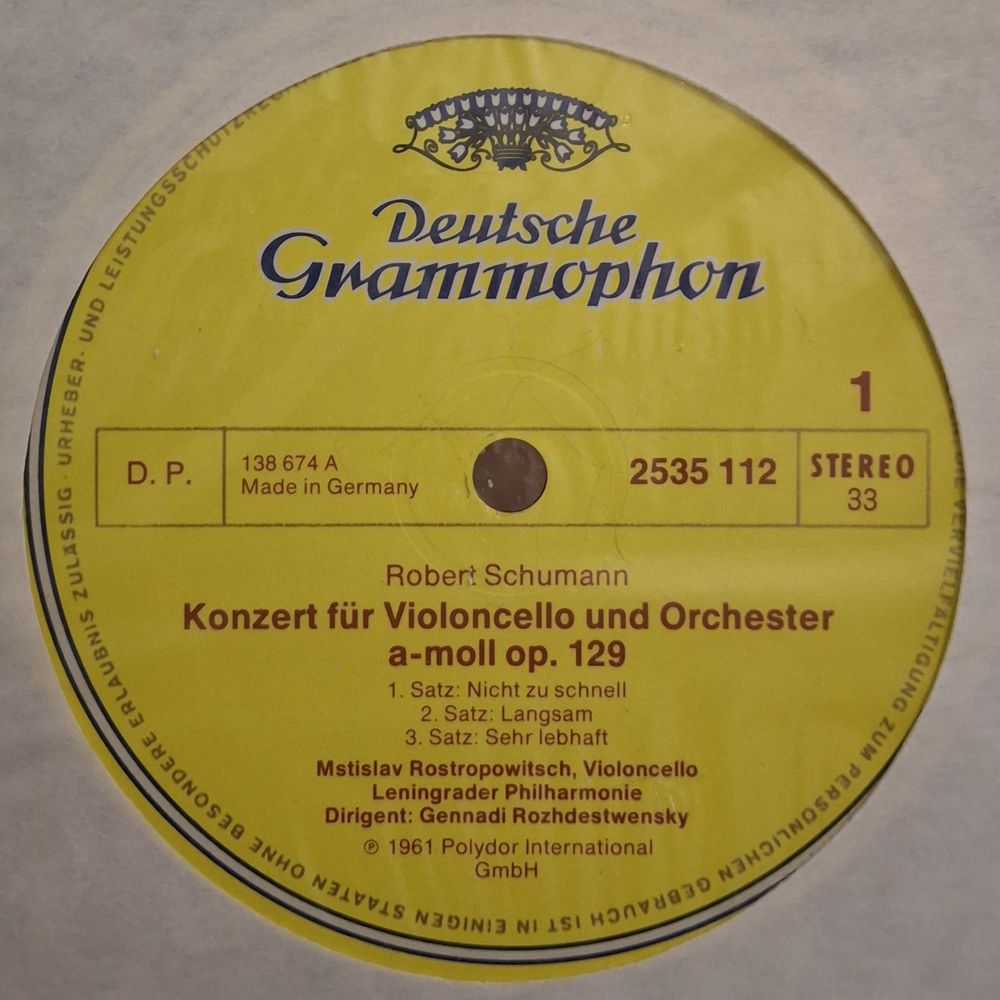 Deutsche
Grammophon
1
D. P.
138 674 A
Made in Germany
2535 112
STEREO
33
Robert Schumann
Konzert für Violoncello und Orchester
a-moll op. 129
1. Satz: Nicht zu schnell
2. Satz: Langsam
3. Satz: Sehr lebhaft
Mstislav Rostropowitsch, Violoncello
Leningrader Philharmonie
Dirigent: Gennadi Rozhdestwensky
℗ 1961 Polydor International
GmbH
VERVIELFÄLTIGUNG ZUM PERSÖNLICHEN GEBRAUCH IST IN EINIGEN STAATEN OHNE BESONDERE ERLAUBNIS ZULÄSSIG · URHEBER- UND LEISTUNGSSCHUTZRE